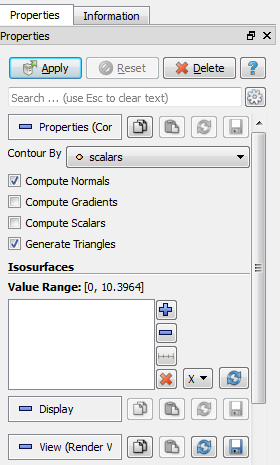 Properties Information
Properties
Apply Reset Delete ?
Search ... (use Esc to clear text)
Properties (Cor
Contour By scalars
Compute Normals
Compute Gradients
Compute Scalars
Generate Triangles
Isosurfaces
Value Range: [0, 10.3964]
X
Display
View (Render V